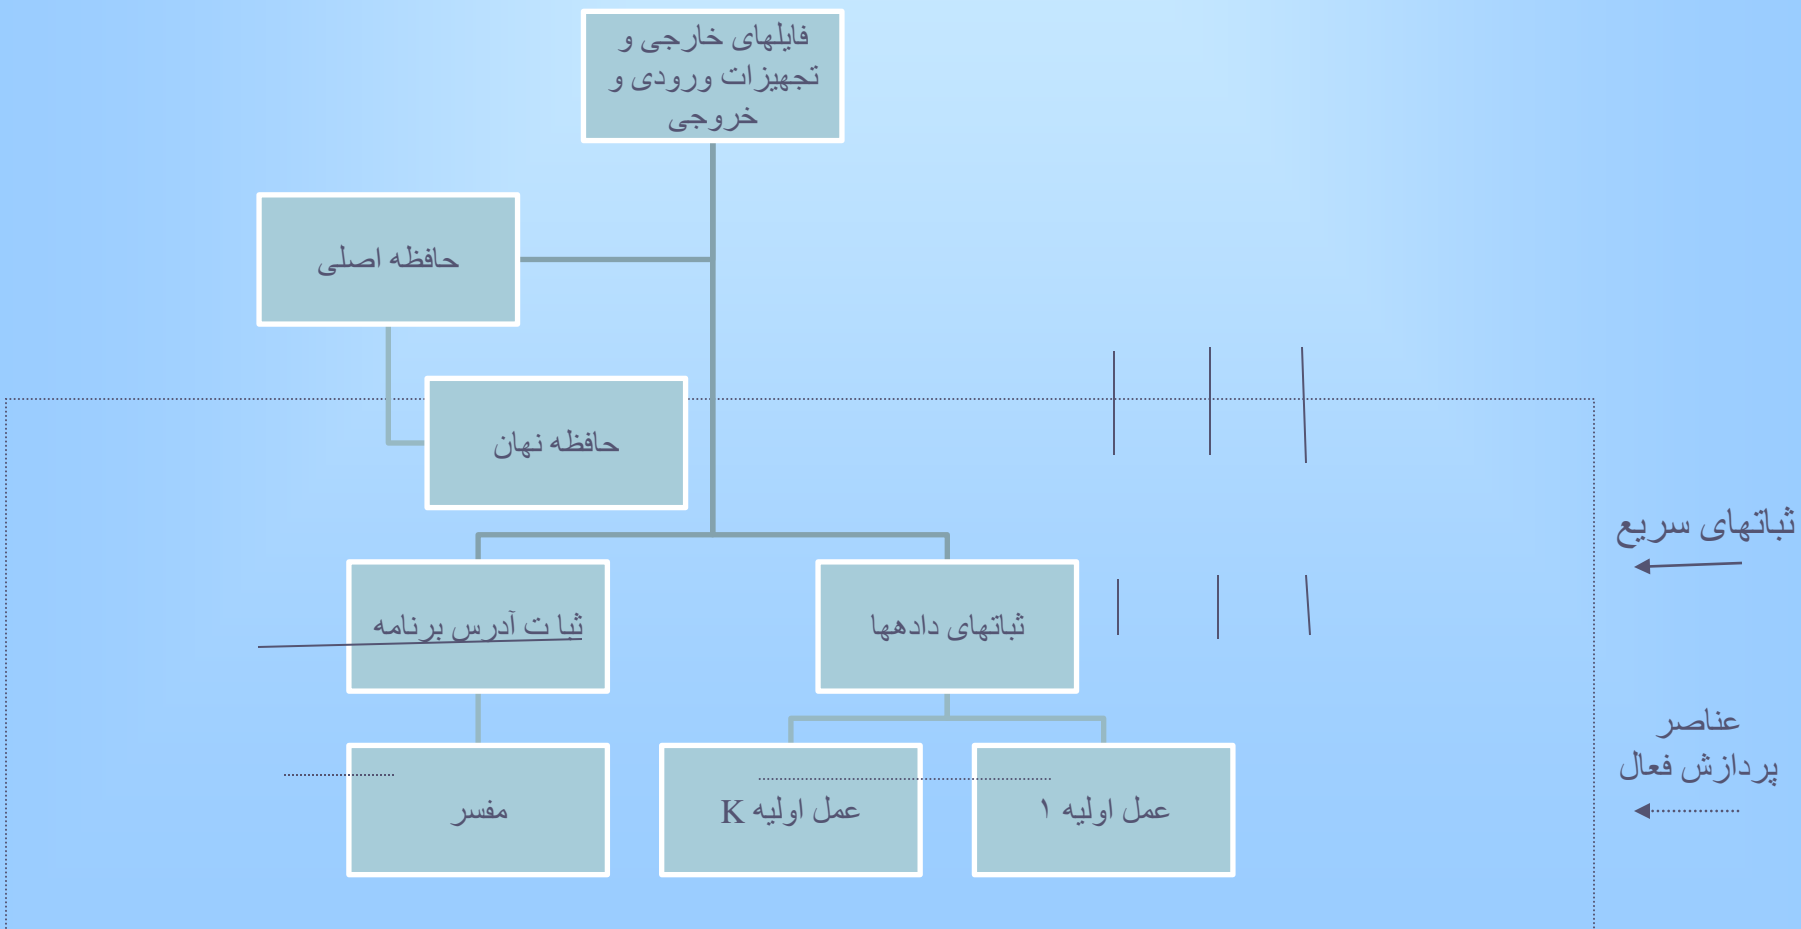 فایلهای خارجی و
تجهیزات ورودی و
خروجی
حافظه اصلی
حافظه نهان
ثباتهای سریع
ثباتهای دادهها
ثبا ت آدرس برنامه
عناصر
پردازش فعال
عمل اولیه ۱
عمل اولیه K
مفسر